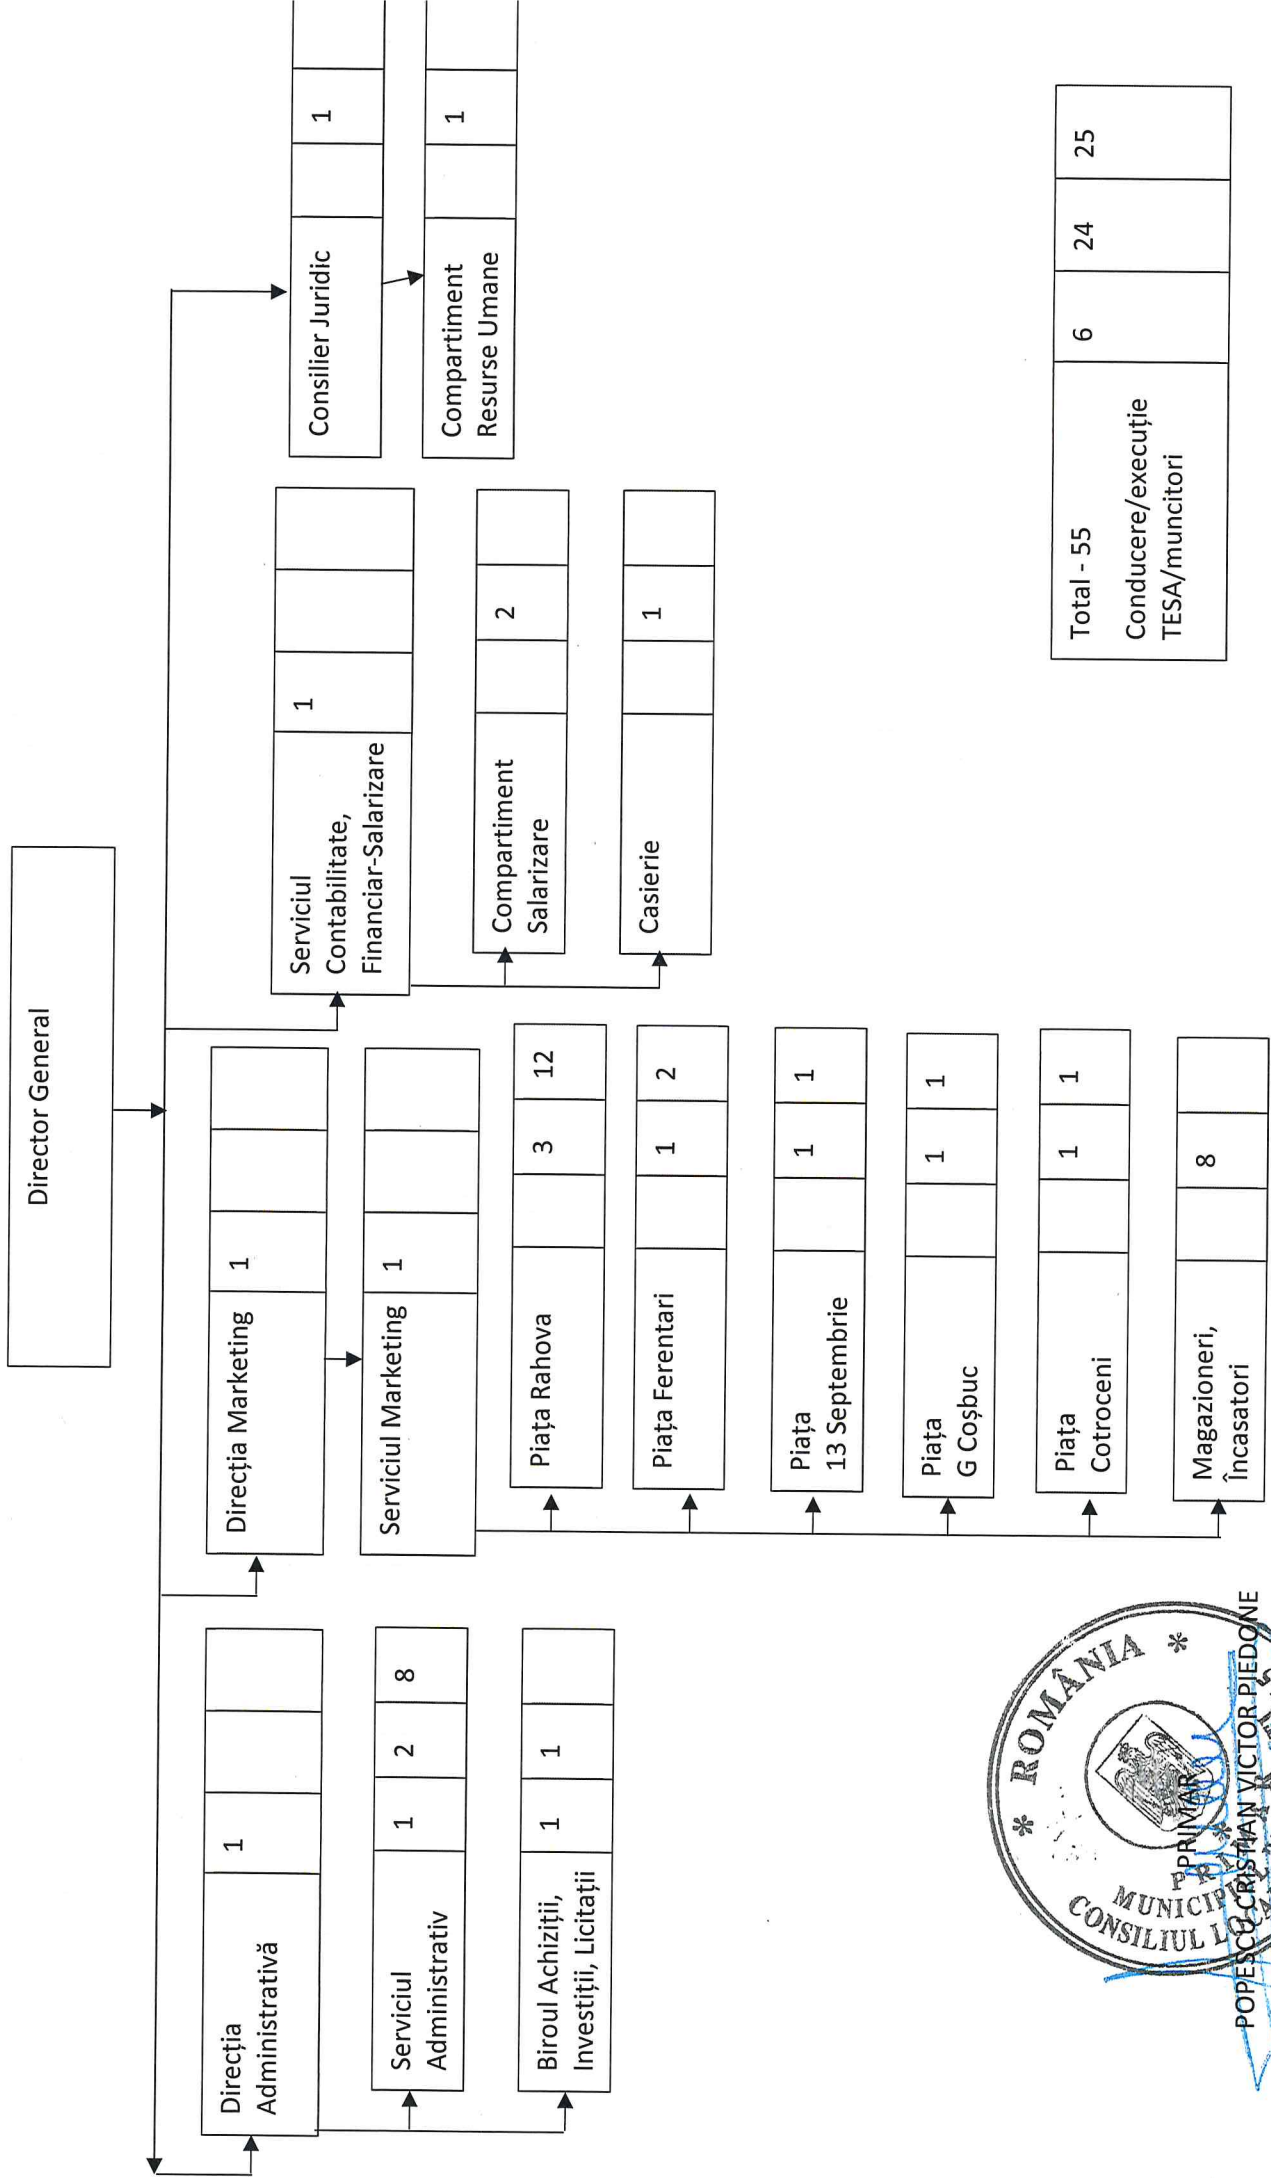 Director General
Direcția
Administrativă
1
Serviciul
Administrativ
1 2 8
Biroul Achiziții,
Investiții, Licitații
1 1
Direcția Marketing
1
Serviciul Marketing
1
Piața Rahova
3 12
Piața Ferentari
1 2
Piața
13 Septembrie
1 1
Piața
G Coșbuc
1 1
Piața
Cotroceni
1 1
Magazioneri,
Încasatori
8
Serviciul
Contabilitate,
Financiar-Salarizare
1
Compartiment
Salarizare
2
Casierie
1
Consilier Juridic
1
Compartiment
Resurse Umane
1
Total - 55
Conducere/execuție
TESA/muncitori
6 24 25
* ROMÂNIA *
CONSILIUL
MUNICIPI
PRIMAR
POPESCU CRISTIAN VICTOR PIEDONE